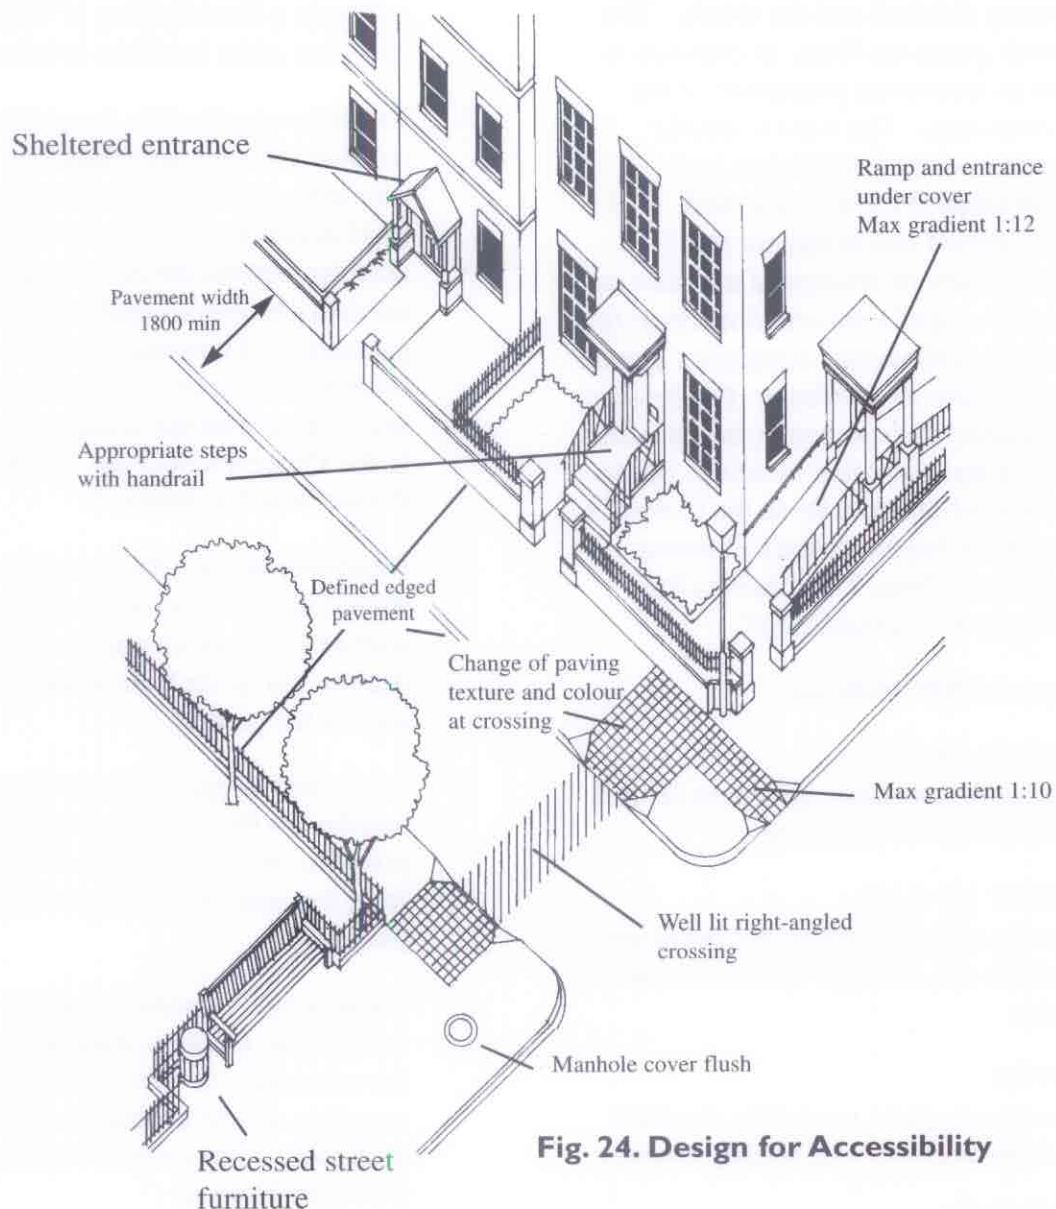 Sheltered entrance
Ramp and entrance
under cover
Max gradient 1:12
Pavement width
1800 min
Appropriate steps
with handrail
Defined edged
pavement
Change of paving
texture and colour
at crossing
Max gradient 1:10
Well lit right-angled
crossing
Manhole cover flush
Recessed street
furniture
Fig. 24. Design for Accessibility